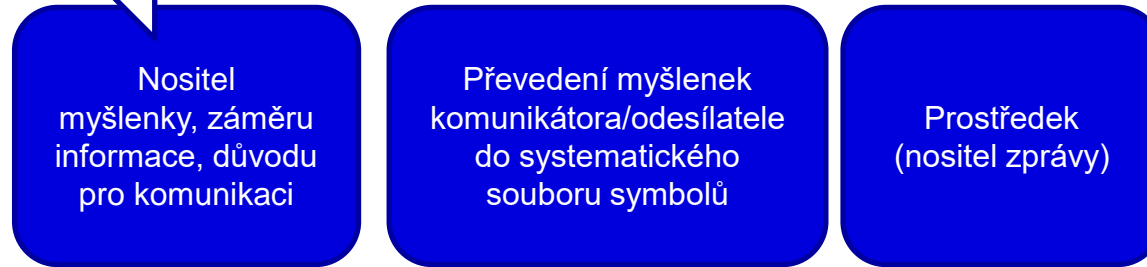 Nositel
myšlenky, záměru
informace, důvodu
pro komunikaci
Převedení myšlenek
komunikátora/odesílatele
do systematického
souboru symbolů
Prostředek
(nositel zprávy)